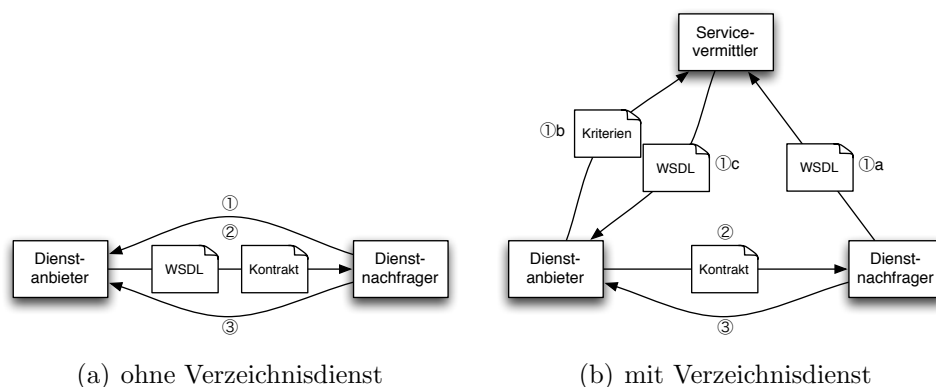 Service-
vermittler
①b
Kriterien
WSDL
①c
WSDL
①a
①
②
Dienst-
anbieter
WSDL
Kontrakt
Dienst-
nachfrager
③
Dienst-
anbieter
②
Kontrakt
Dienst-
nachfrager
③
(a) ohne Verzeichnisdienst
(b) mit Verzeichnisdienst